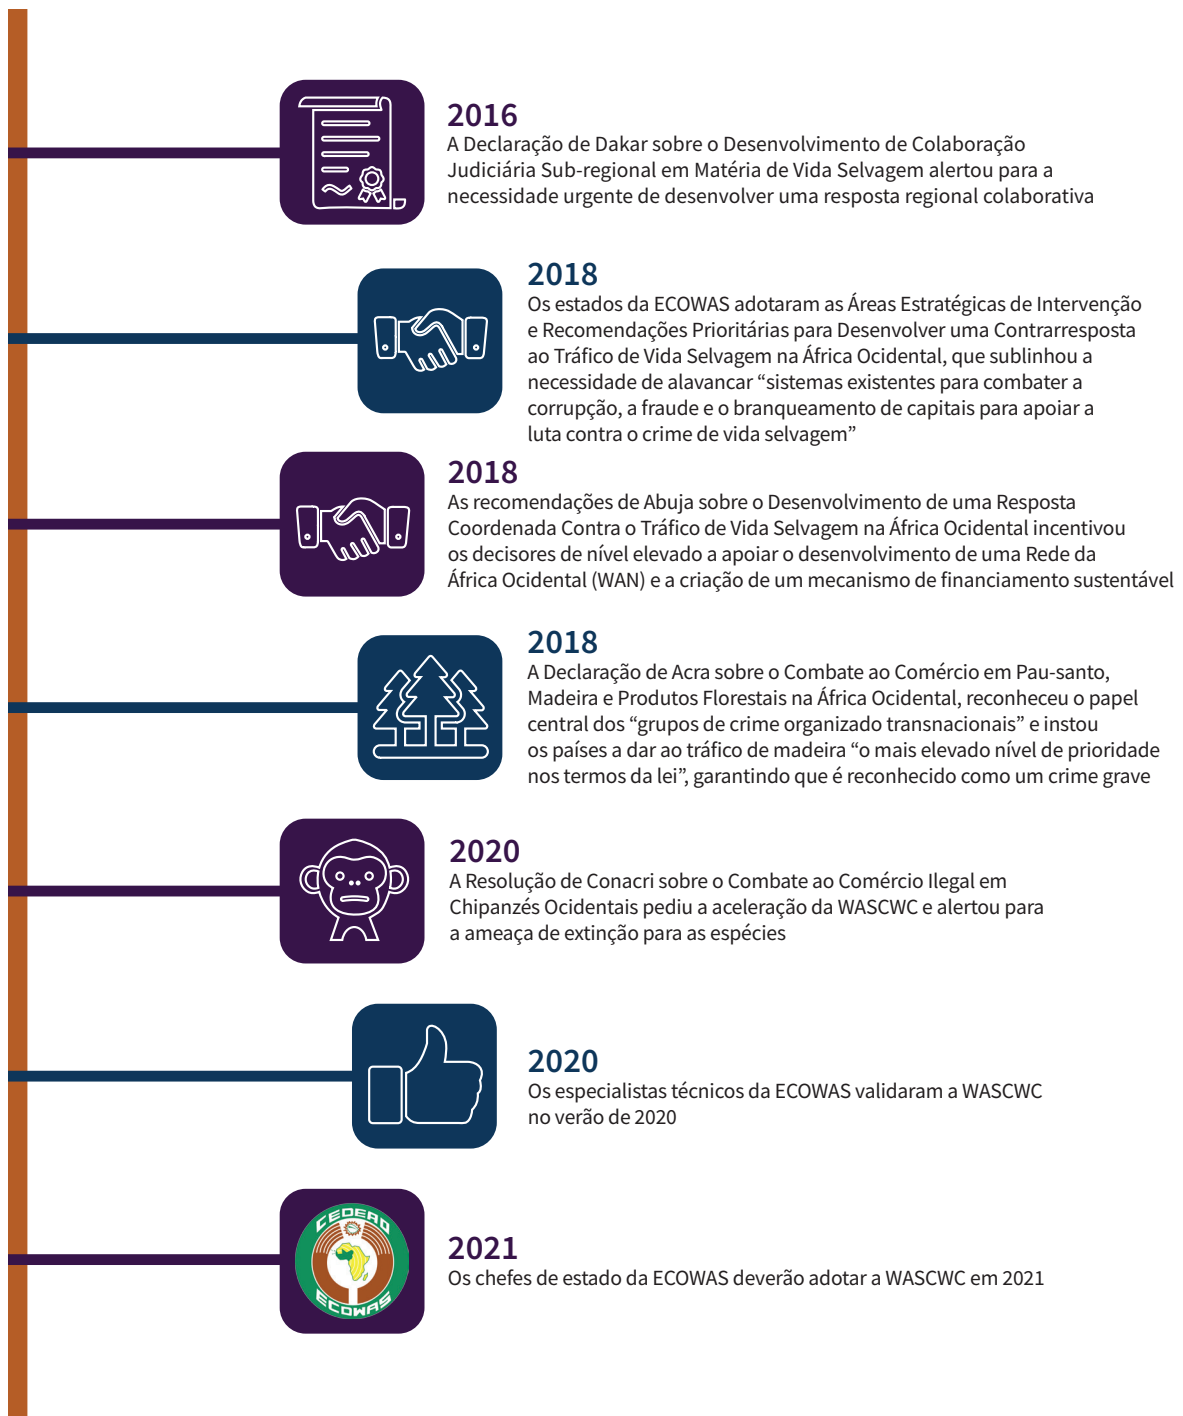 2016
A Declaração de Dakar sobre o Desenvolvimento de Colaboração
Judiciária Sub-regional em Matéria de Vida Selvagem alertou para a
necessidade urgente de desenvolver uma resposta regional colaborativa
2018
Os estados da ECOWAS adotaram as Áreas Estratégicas de Intervenção
e Recomendações Prioritárias para Desenvolver uma Contrarresposta
ao Tráfico de Vida Selvagem na África Ocidental, que sublinhou a
necessidade de alavancar “sistemas existentes para combater a
corrupção, a fraude e o branqueamento de capitais para apoiar a
luta contra o crime de vida selvagem”
2018
As recomendações de Abuja sobre o Desenvolvimento de uma Resposta
Coordenada Contra o Tráfico de Vida Selvagem na África Ocidental incentivou
os decisores de nível elevado a apoiar o desenvolvimento de uma Rede da
África Ocidental (WAN) e a criação de um mecanismo de financiamento sustentável
2018
A Declaração de Acra sobre o Combate ao Comércio em Pau-santo,
Madeira e Produtos Florestais na África Ocidental, reconheceu o papel
central dos “grupos de crime organizado transnacionais” e instou
os países a dar ao tráfico de madeira “o mais elevado nível de prioridade
nos termos da lei”, garantindo que é reconhecido como um crime grave
2020
A Resolução de Conacri sobre o Combate ao Comércio Ilegal em
Chipanzés Ocidentais pediu a aceleração da WASCWC e alertou para
a ameaça de extinção para as espécies
2020
Os especialistas técnicos da ECOWAS validaram a WASCWC
no verão de 2020
CEDEAO
ECOWAS
2021
Os chefes de estado da ECOWAS deverão adotar a WASCWC em 2021